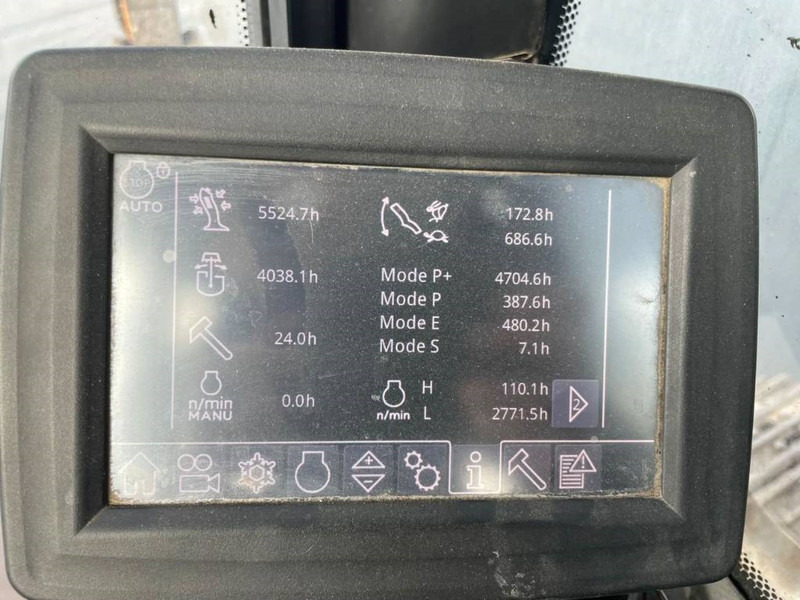 STOP
AUTO
5524.7h
172.8h
686.6h
4038.1h
Mode P+ 4704.6h
Mode P 387.6h
Mode E 480.2h
Mode S 7.1h
24.0h
n/min
MANU
0.0h
n/min
H 110.1h
L 2771.5h
2